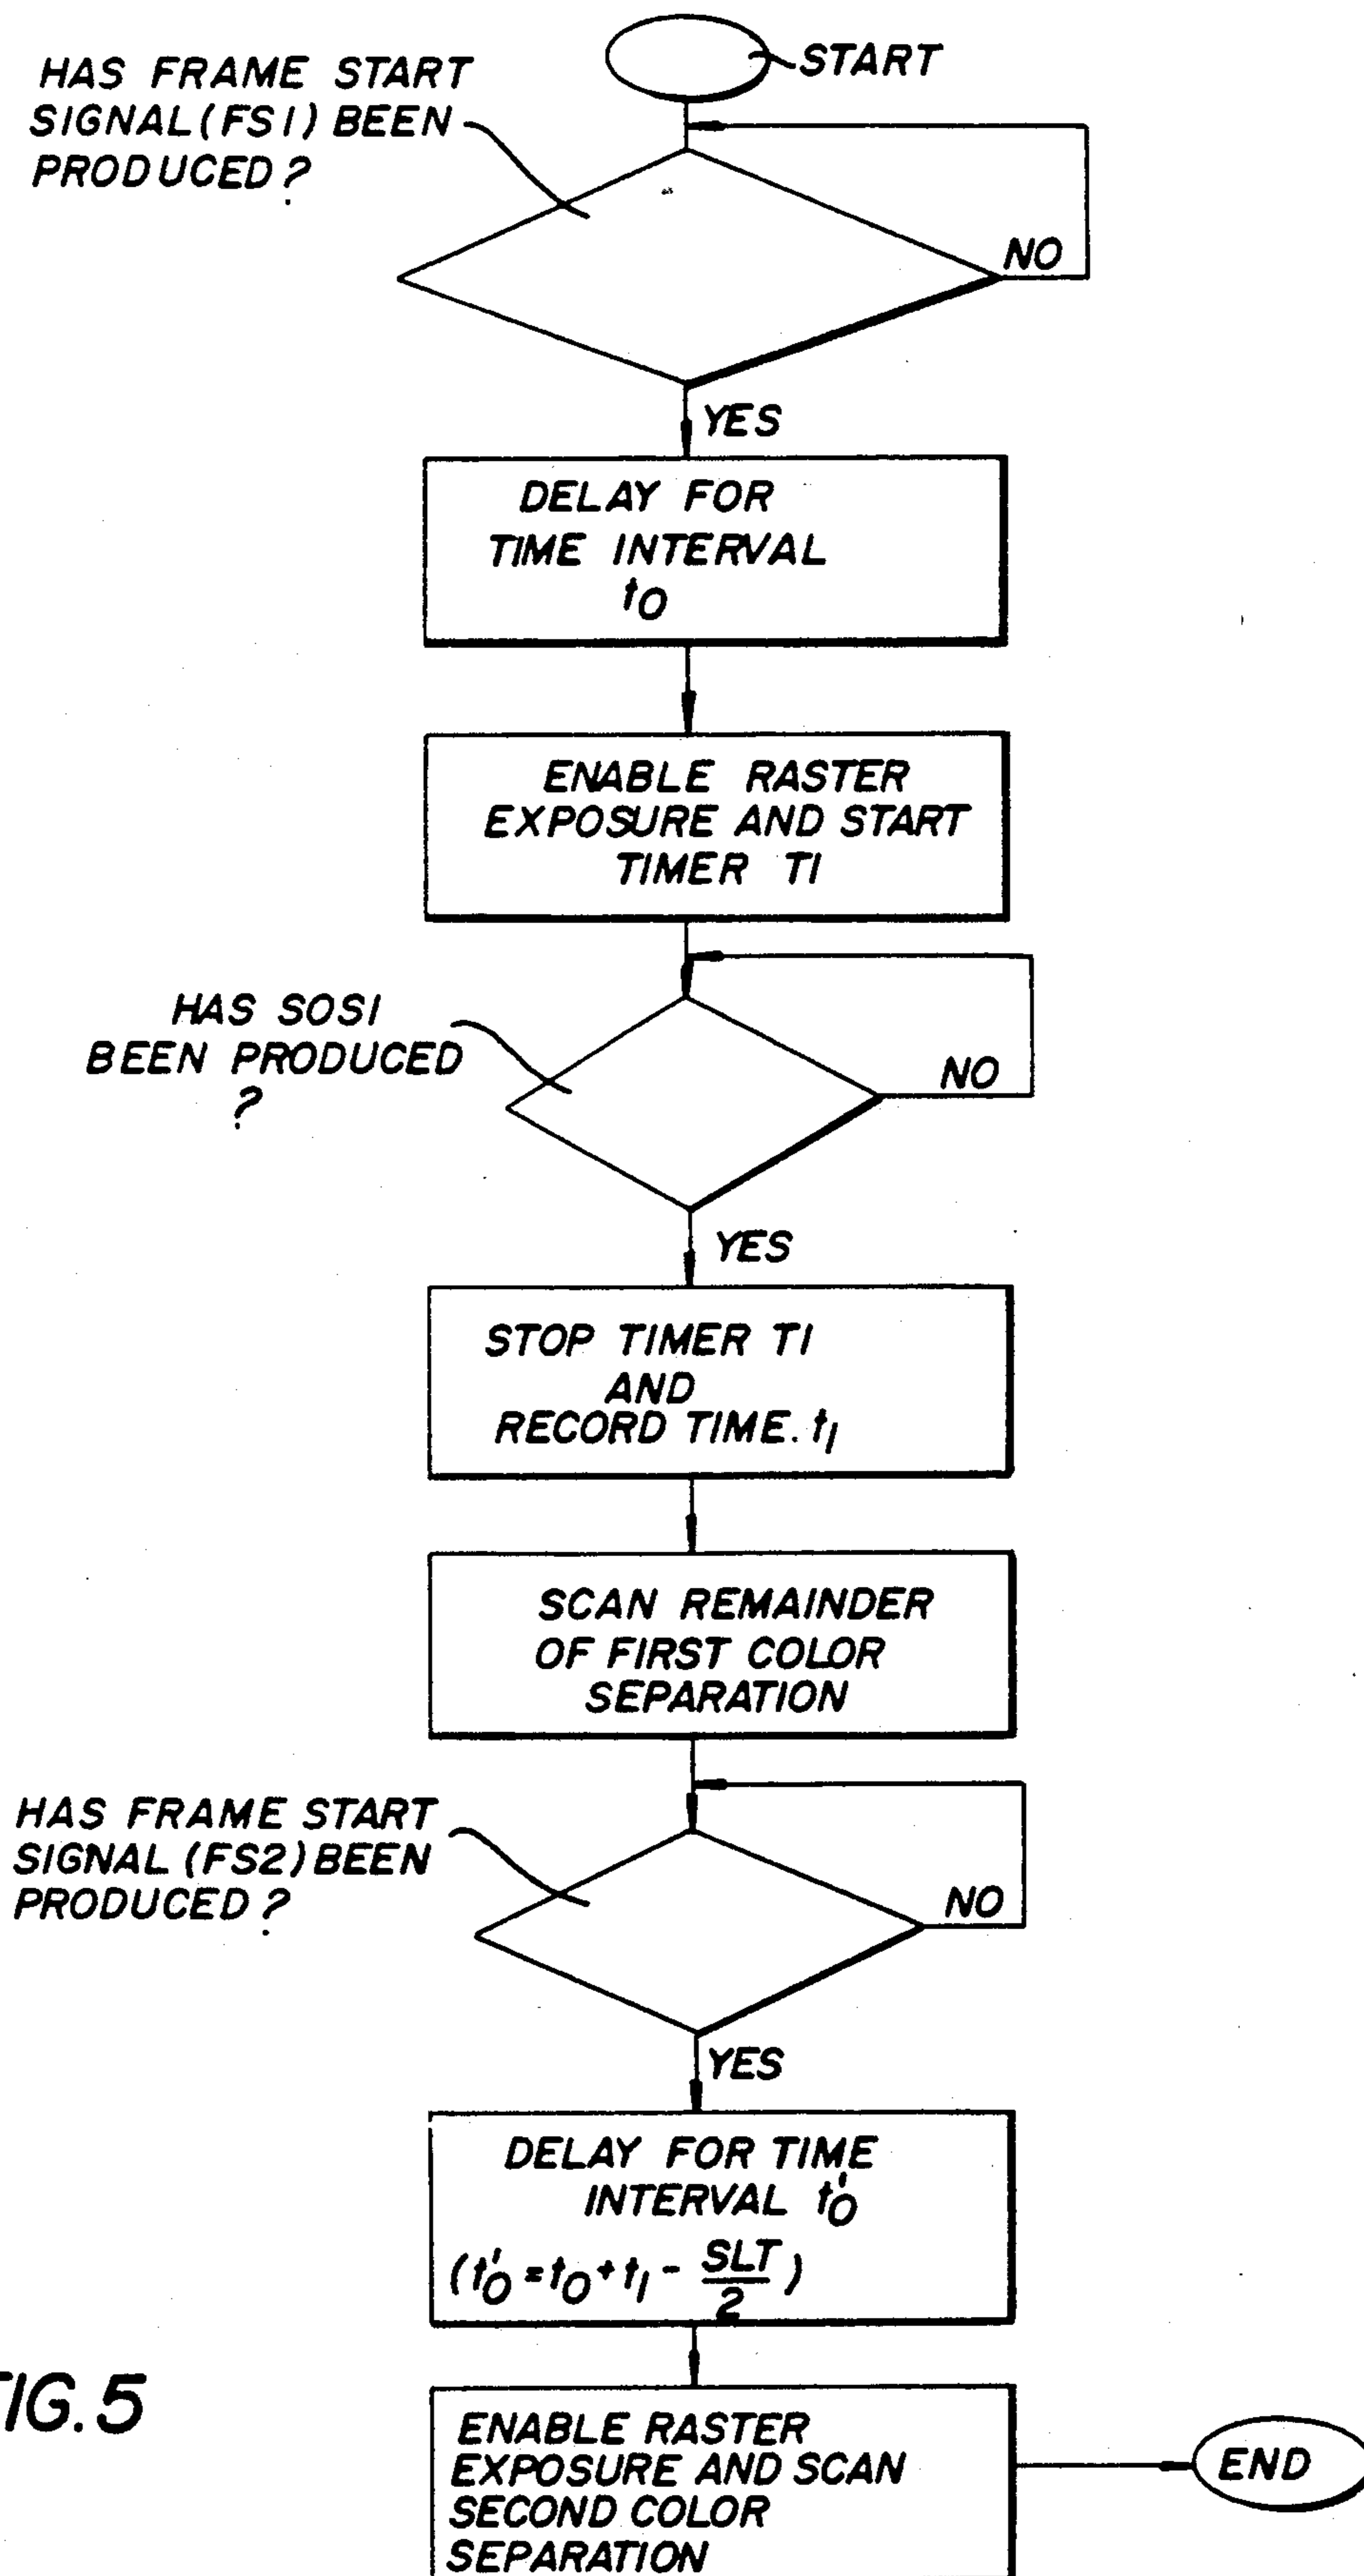 START
HAS FRAME START
SIGNAL (FS1) BEEN
PRODUCED?
NO
YES
DELAY FOR
TIME INTERVAL
t0
ENABLE RASTER
EXPOSURE AND START
TIMER T1
HAS SOS1
BEEN PRODUCED
?
NO
YES
STOP TIMER T1
AND
RECORD TIME. t1
SCAN REMAINDER
OF FIRST COLOR
SEPARATION
HAS FRAME START
SIGNAL (FS2) BEEN
PRODUCED?
NO
YES
DELAY FOR TIME
INTERVAL t'0
(t'0 = t0 + t1 - SLT/2)
ENABLE RASTER
EXPOSURE AND SCAN
SECOND COLOR
SEPARATION
END
FIG. 5